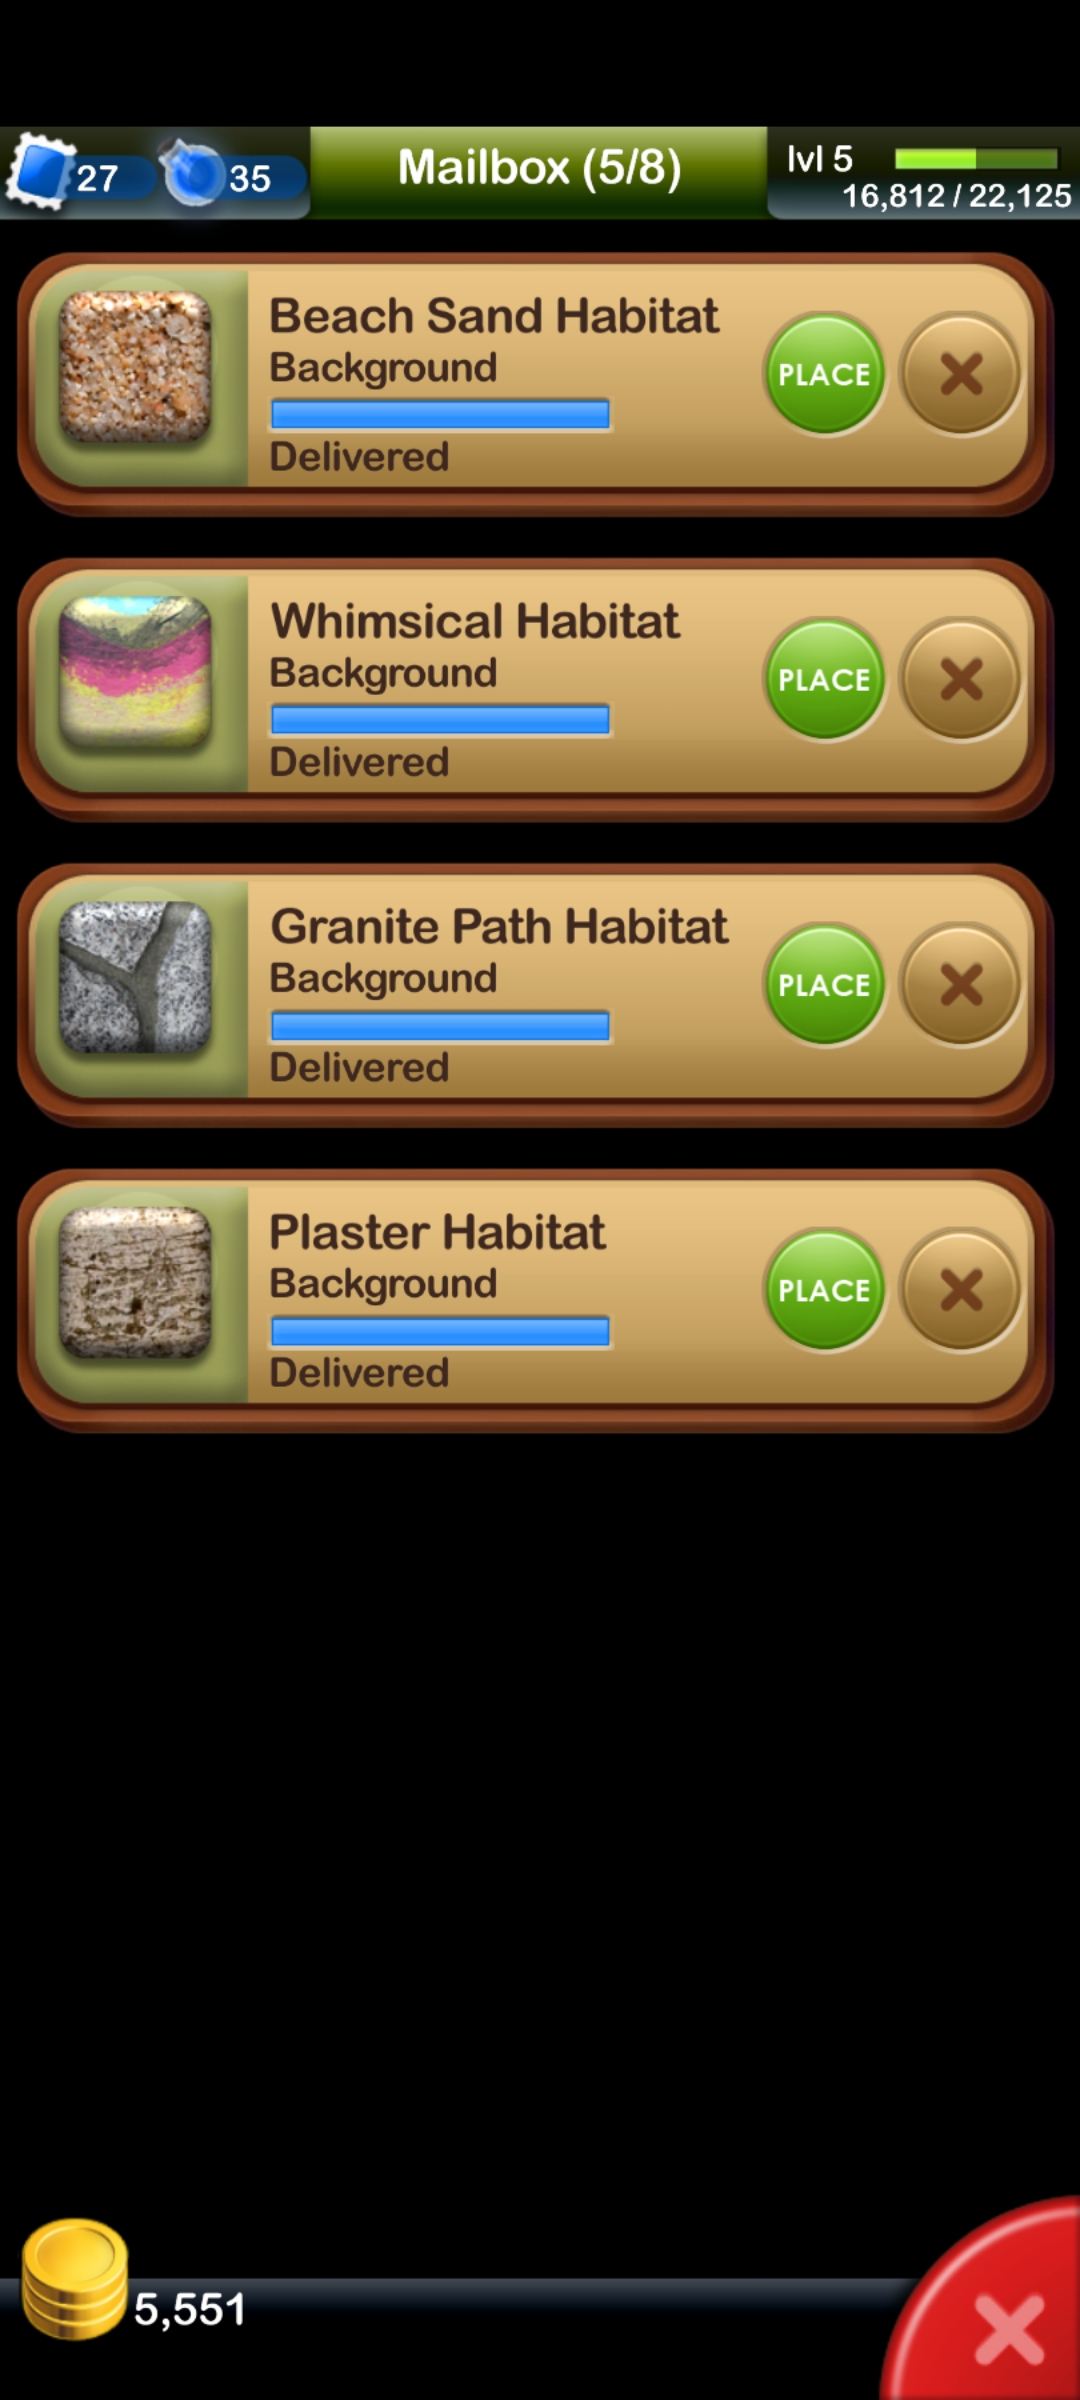 27
35
Mailbox (5/8)
lvl 5
16,812 / 22,125
Beach Sand Habitat
Background
Delivered
PLACE
Whimsical Habitat
Background
Delivered
PLACE
Granite Path Habitat
Background
Delivered
PLACE
Plaster Habitat
Background
Delivered
PLACE
5,551